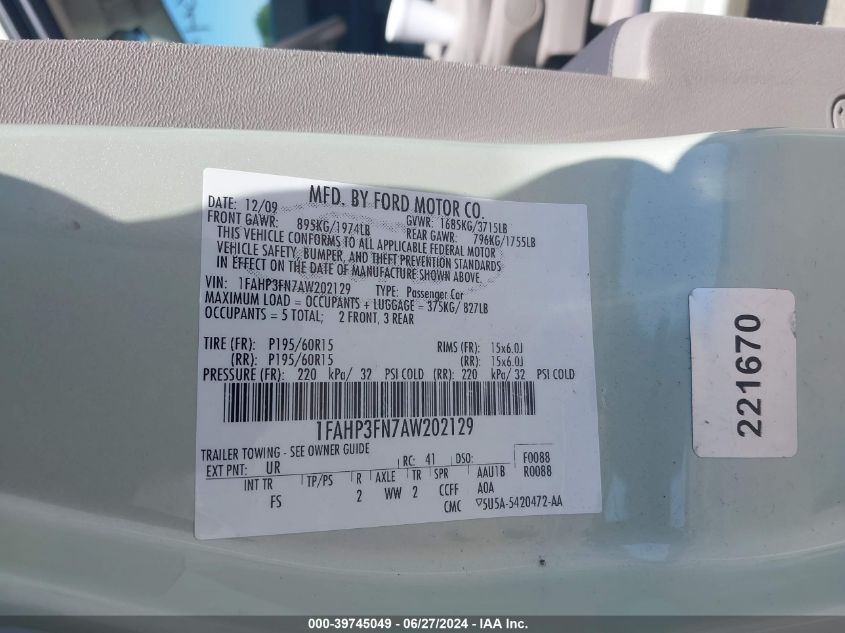 MFD. BY FORD MOTOR CO.
DATE: 12/09 GVWR: 1685KG/3715LB
FRONT GAWR: 895KG/1974LB REAR GAWR: 796KG/1755LB
THIS VEHICLE CONFORMS TO ALL APPLICABLE FEDERAL MOTOR
VEHICLE SAFETY, BUMPER, AND THEFT PREVENTION STANDARDS
IN EFFECT ON THE DATE OF MANUFACTURE SHOWN ABOVE.
VIN: 1FAHP3FN7AW202129 TYPE: Passenger Car
MAXIMUM LOAD = OCCUPANTS + LUGGAGE = 375KG/ 827LB
OCCUPANTS = 5 TOTAL; 2 FRONT, 3 REAR
TIRE (FR): P195/60R15 RIMS (FR): 15x6.0J
(RR): P195/60R15 (RR): 15x6.0J
PRESSURE (FR): 220 kPa/ 32 PSI COLD (RR): 220 kPa/ 32 PSI COLD
1FAHP3FN7AW202129
TRAILER TOWING - SEE OWNER GUIDE
EXT PNT: UR RC: 41 DSO: F0088
R0088
INT TR TP/PS R AXLE TR SPR AAU1B
FS 2 WW 2 CCFF A0A
CMC ▽5U5A-5420472-AA
221670
000-39745049 - 06/27/2024 - IAA Inc.